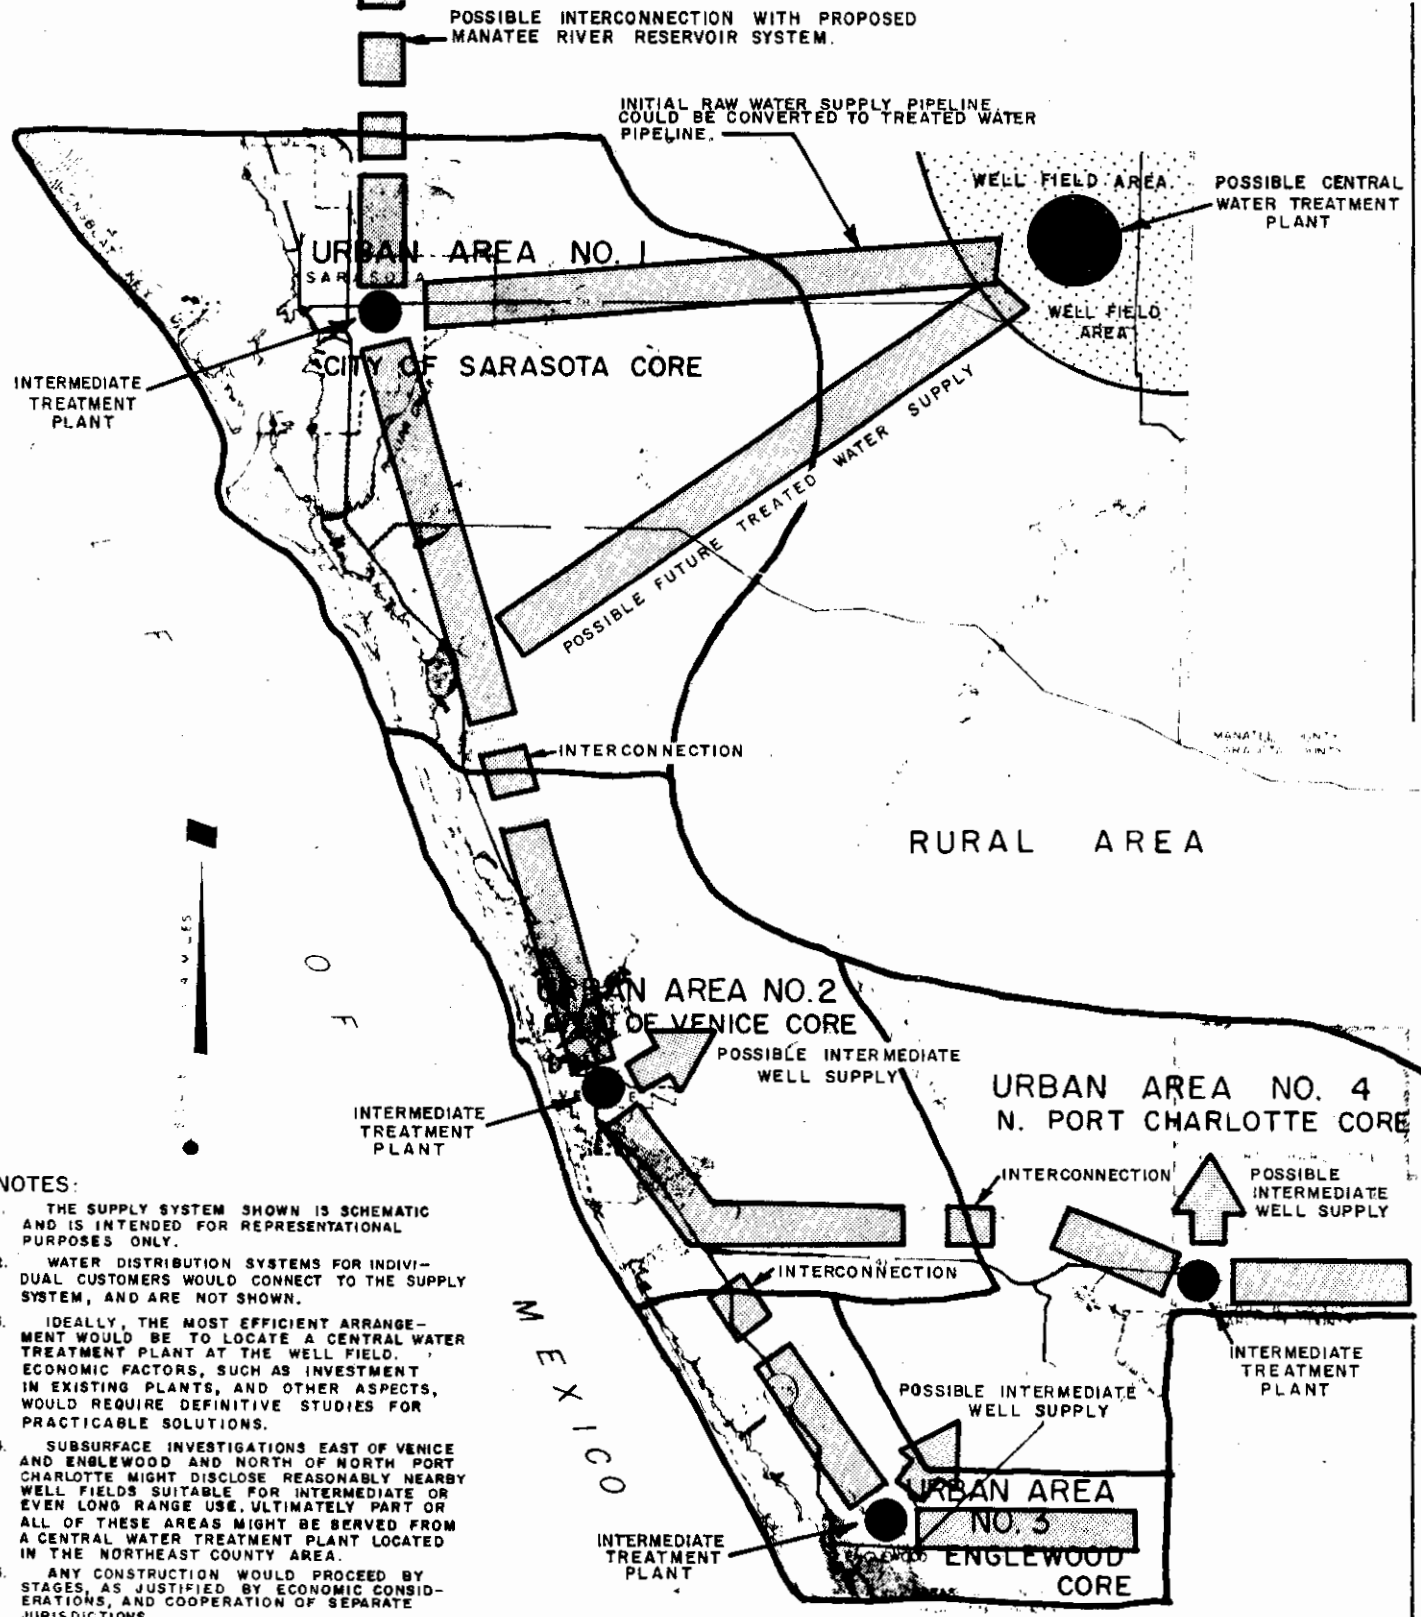 POSSIBLE INTERCONNECTION WITH PROPOSED
MANATEE RIVER RESERVOIR SYSTEM.
INITIAL RAW WATER SUPPLY PIPELINE
COULD BE CONVERTED TO TREATED WATER
PIPELINE.
WELL FIELD AREA
POSSIBLE CENTRAL
WATER TREATMENT
PLANT
WELL FIELD
AREA
URBAN AREA NO. 1
SARASOTA
CITY OF SARASOTA CORE
INTERMEDIATE
TREATMENT
PLANT
POSSIBLE FUTURE TREATED WATER SUPPLY
INTERCONNECTION
RURAL AREA
F
OF
MEXICO
URBAN AREA NO. 2
CITY OF VENICE CORE
POSSIBLE INTERMEDIATE
WELL SUPPLY
INTERMEDIATE
TREATMENT
PLANT
URBAN AREA NO. 4
N. PORT CHARLOTTE CORE
INTERCONNECTION
POSSIBLE
INTERMEDIATE
WELL SUPPLY
INTERCONNECTION
INTERMEDIATE
TREATMENT
PLANT
POSSIBLE INTERMEDIATE
WELL SUPPLY
URBAN AREA
NO. 3
ENGLEWOOD
CORE
INTERMEDIATE
TREATMENT
PLANT
NOTES:
THE SUPPLY SYSTEM SHOWN IS SCHEMATIC
AND IS INTENDED FOR REPRESENTATIONAL
PURPOSES ONLY.
WATER DISTRIBUTION SYSTEMS FOR INDIVI-
DUAL CUSTOMERS WOULD CONNECT TO THE SUPPLY
SYSTEM, AND ARE NOT SHOWN.
IDEALLY, THE MOST EFFICIENT ARRANGE-
MENT WOULD BE TO LOCATE A CENTRAL WATER
TREATMENT PLANT AT THE WELL FIELD.
ECONOMIC FACTORS, SUCH AS INVESTMENT
IN EXISTING PLANTS, AND OTHER ASPECTS,
WOULD REQUIRE DEFINITIVE STUDIES FOR
PRACTICABLE SOLUTIONS.
SUBSURFACE INVESTIGATIONS EAST OF VENICE
AND ENGLEWOOD AND NORTH OF NORTH PORT
CHARLOTTE MIGHT DISCLOSE REASONABLY NEARBY
WELL FIELDS SUITABLE FOR INTERMEDIATE OR
EVEN LONG RANGE USE. ULTIMATELY PART OR
ALL OF THESE AREAS MIGHT BE SERVED FROM
A CENTRAL WATER TREATMENT PLANT LOCATED
IN THE NORTHEAST COUNTY AREA.
ANY CONSTRUCTION WOULD PROCEED BY
STAGES, AS JUSTIFIED BY ECONOMIC CONSID-
ERATIONS, AND COOPERATION OF SEPARATE
JURISDICTIONS